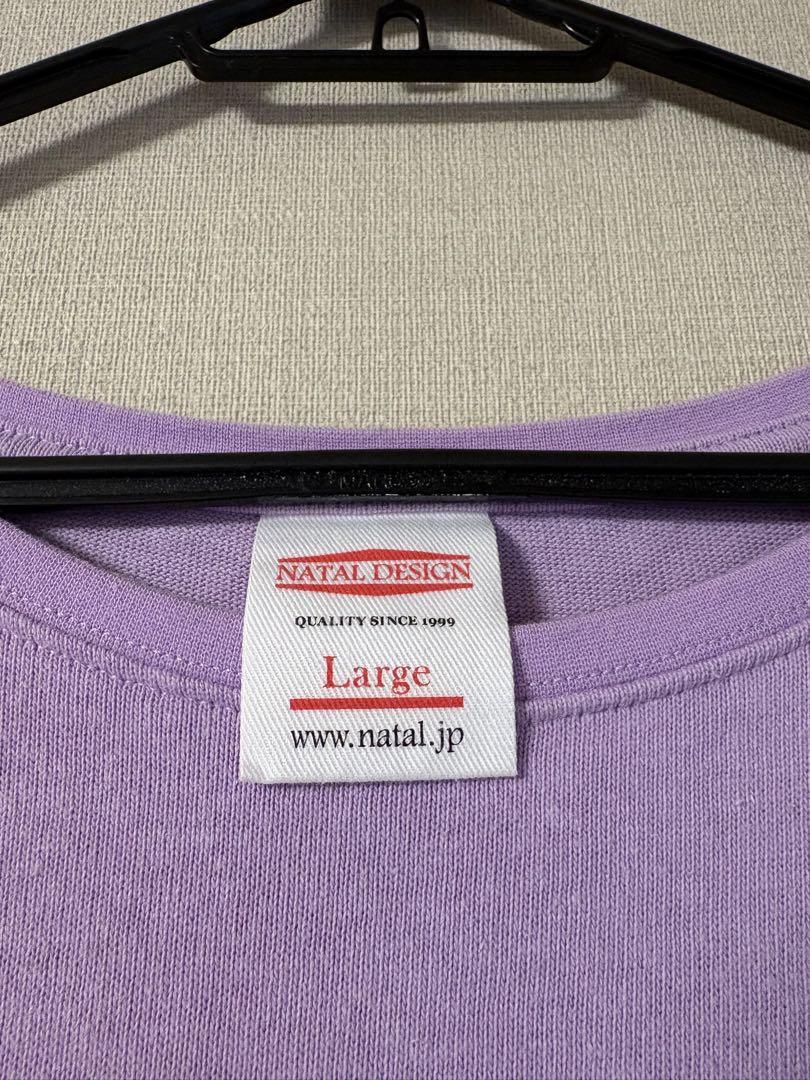 NATAL DESIGN
QUALITY SINCE 1999
Large
www.natal.jp